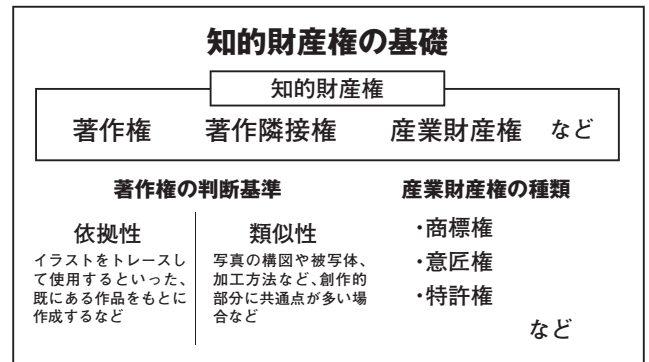 知的財産権の基礎
知的財産権
著作権　著作隣接権　産業財産権　など
著作権の判断基準
依拠性
イラストをトレースし
て使用するといった、
既にある作品をもとに
作成するなど
類似性
写真の構図や被写体、
加工方法など、創作的
部分に共通点が多い場
合など
産業財産権の種類
・商標権
・意匠権
・特許権
など